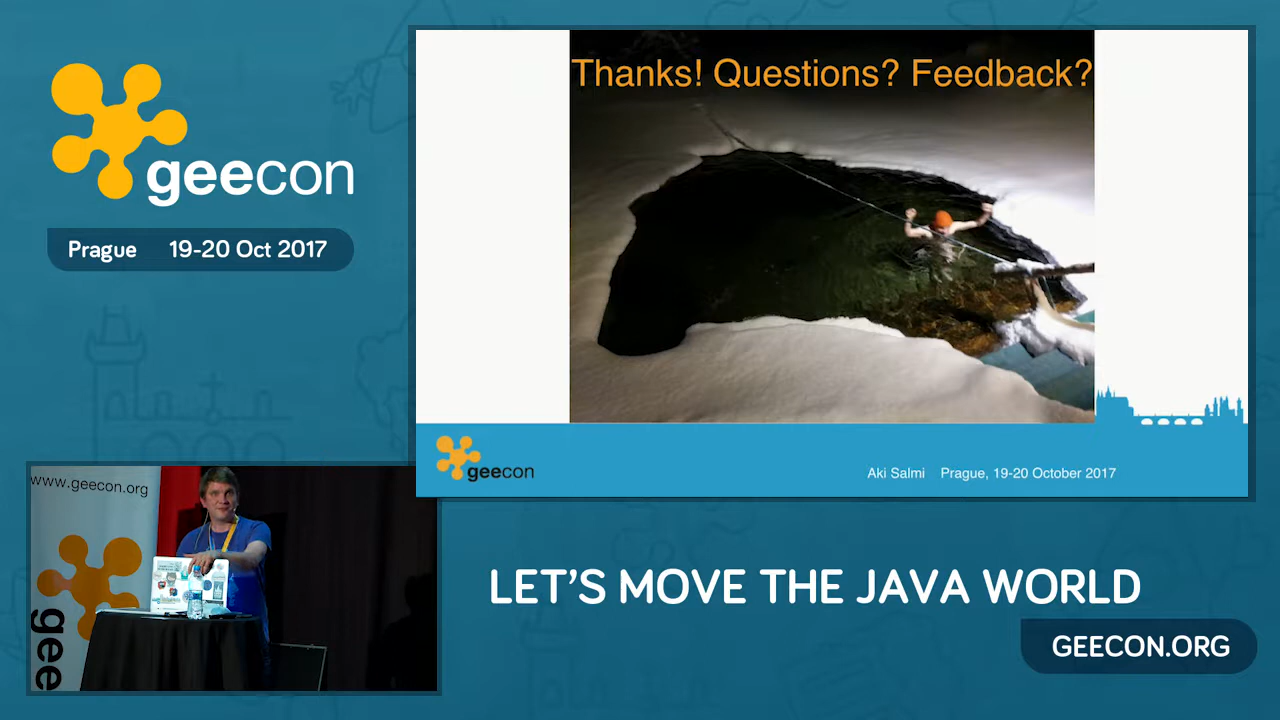 geecon
Prague 19-20 Oct 2017
Thanks! Questions? Feedback?
geecon
Aki Salmi Prague, 19-20 October 2017
www.geecon.org
gee
LET'S MOVE THE JAVA WORLD
GEECON.ORG